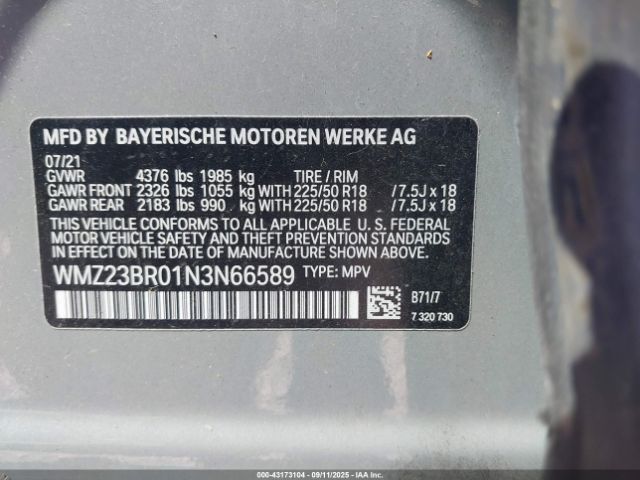 MFD BY BAYERISCHE MOTOREN WERKE AG
07/21
GVWR 4376 lbs 1985 kg TIRE / RIM
GAWR FRONT 2326 lbs 1055 kg WITH 225/50 R18 / 7.5J x 18
GAWR REAR 2183 lbs 990 kg WITH 225/50 R18 / 7.5J x 18
THIS VEHICLE CONFORMS TO ALL APPLICABLE U. S. FEDERAL
MOTOR VEHICLE SAFETY AND THEFT PREVENTION STANDARDS
IN EFFECT ON THE DATE OF MANUFACTURE SHOWN ABOVE.
WMZ23BR01N3N66589 TYPE: MPV
B71/7
7 320 730
000-43173104 - 09/11/2025 - IAA Inc.